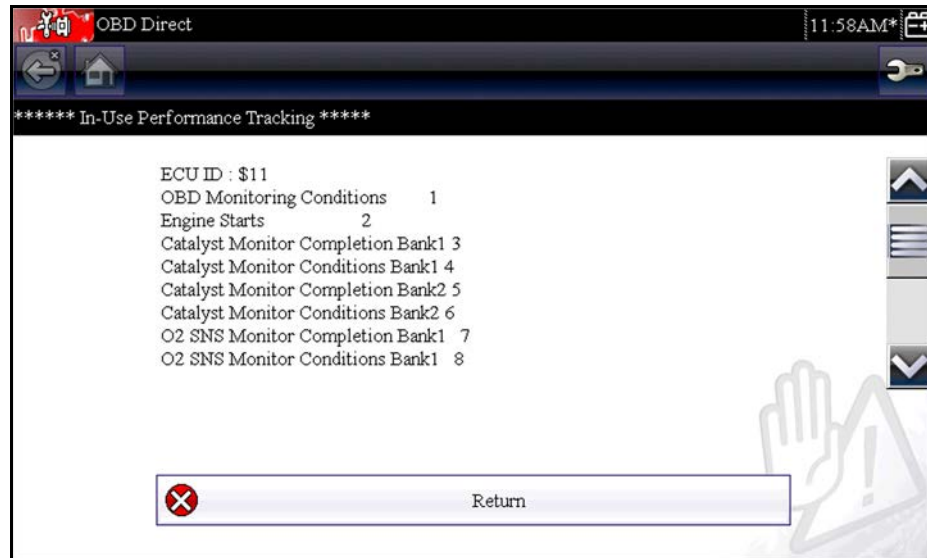 OBD Direct
11:58AM*
****** In-Use Performance Tracking *****
ECU ID : $11
OBD Monitoring Conditions 1
Engine Starts 2
Catalyst Monitor Completion Bank1 3
Catalyst Monitor Conditions Bank1 4
Catalyst Monitor Completion Bank2 5
Catalyst Monitor Conditions Bank2 6
O2 SNS Monitor Completion Bank1 7
O2 SNS Monitor Conditions Bank1 8
Return